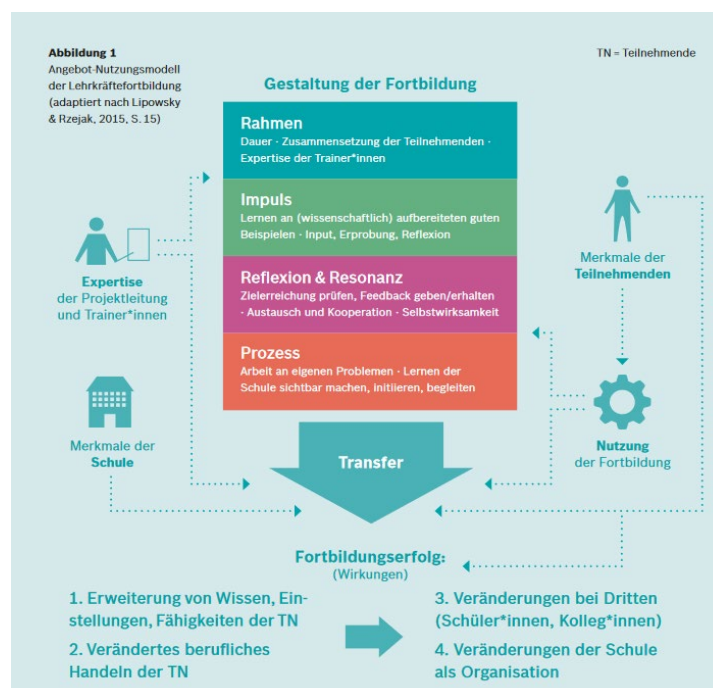 Abbildung 1
Angebot-Nutzungsmodell
der Lehrkräftefortbildung
(adaptiert nach Lipowsky
& Rzejak, 2015, S. 15)
TN = Teilnehmende
Gestaltung der Fortbildung
Rahmen
Dauer · Zusammensetzung der Teilnehmenden ·
Expertise der Trainer*innen
Impuls
Lernen an (wissenschaftlich) aufbereiteten guten
Beispielen · Input, Erprobung, Reflexion
Reflexion & Resonanz
Zielerreichung prüfen, Feedback geben/erhalten
· Austausch und Kooperation · Selbstwirksamkeit
Prozess
Arbeit an eigenen Problemen · Lernen der
Schule sichtbar machen, initiieren, begleiten
Expertise
der Projektleitung
und Trainer*innen
Merkmale der
Teilnehmenden
Merkmale der
Schule
Nutzung
der Fortbildung
Transfer
Fortbildungserfolg:
(Wirkungen)
1. Erweiterung von Wissen, Ein-
stellungen, Fähigkeiten der TN
2. Verändertes berufliches
Handeln der TN
3. Veränderungen bei Dritten
(Schüler*innen, Kolleg*innen)
4. Veränderungen der Schule
als Organisation